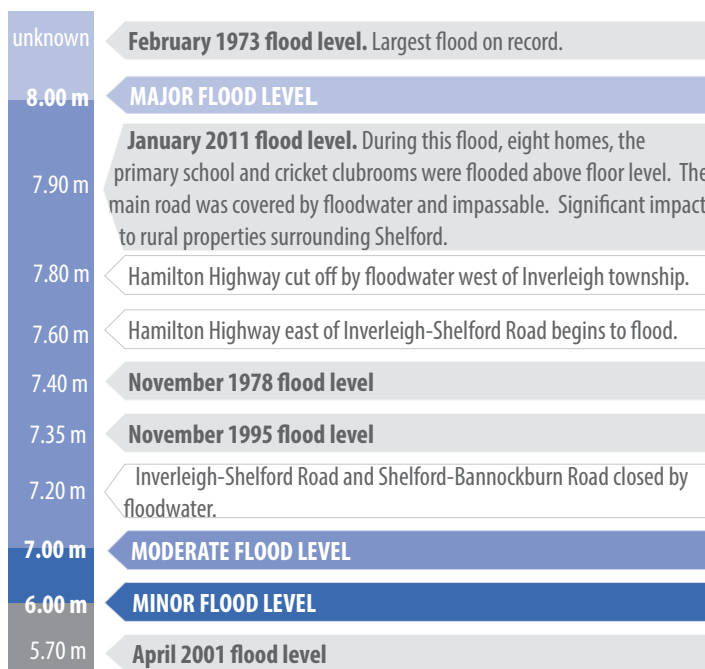 unknown
February 1973 flood level. Largest flood on record.
8.00 m
MAJOR FLOOD LEVEL
7.90 m
January 2011 flood level. During this flood, eight homes, the
primary school and cricket clubrooms were flooded above floor level. The
main road was covered by floodwater and impassable. Significant impact
to rural properties surrounding Shelford.
7.80 m
Hamilton Highway cut off by floodwater west of Inverleigh township.
7.60 m
Hamilton Highway east of Inverleigh-Shelford Road begins to flood.
7.40 m
November 1978 flood level
7.35 m
November 1995 flood level
7.20 m
Inverleigh-Shelford Road and Shelford-Bannockburn Road closed by
floodwater.
7.00 m
MODERATE FLOOD LEVEL
6.00 m
MINOR FLOOD LEVEL
5.70 m
April 2001 flood level